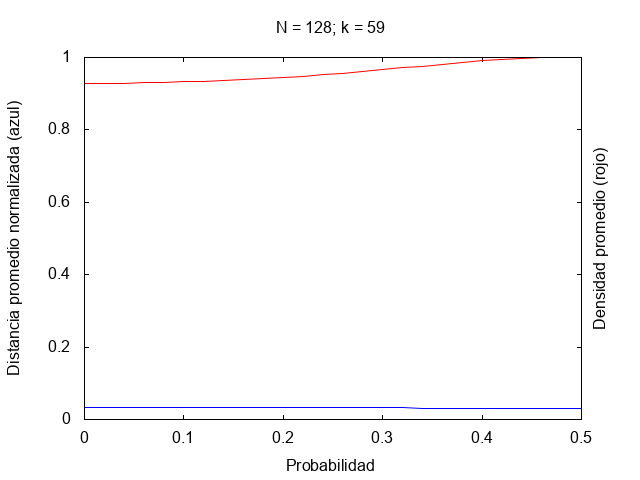 N = 128; k = 59
Distancia promedio normalizada (azul)
1
0.8
0.6
0.4
0.2
0
Densidad promedio (rojo)
0 0.1 0.2 0.3 0.4 0.5
Probabilidad